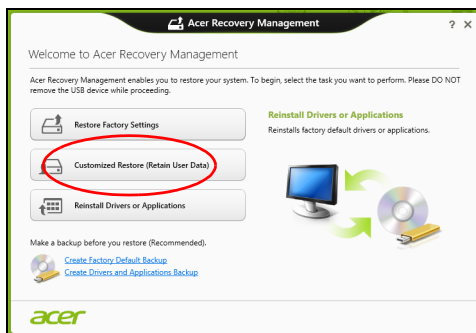 Acer Recovery Management
? X
Welcome to Acer Recovery Management
Acer Recovery Management enables you to restore your system. To begin, select the task you want to perform. Please DO NOT
remove the USB device while proceeding.
Restore Factory Settings
Customized Restore (Retain User Data)
Reinstall Drivers or Applications
Reinstall Drivers or Applications
Reinstalls factory default drivers or applications.
Make a backup before you restore (Recommended).
Create Factory Default Backup
Create Drivers and Applications Backup
acer